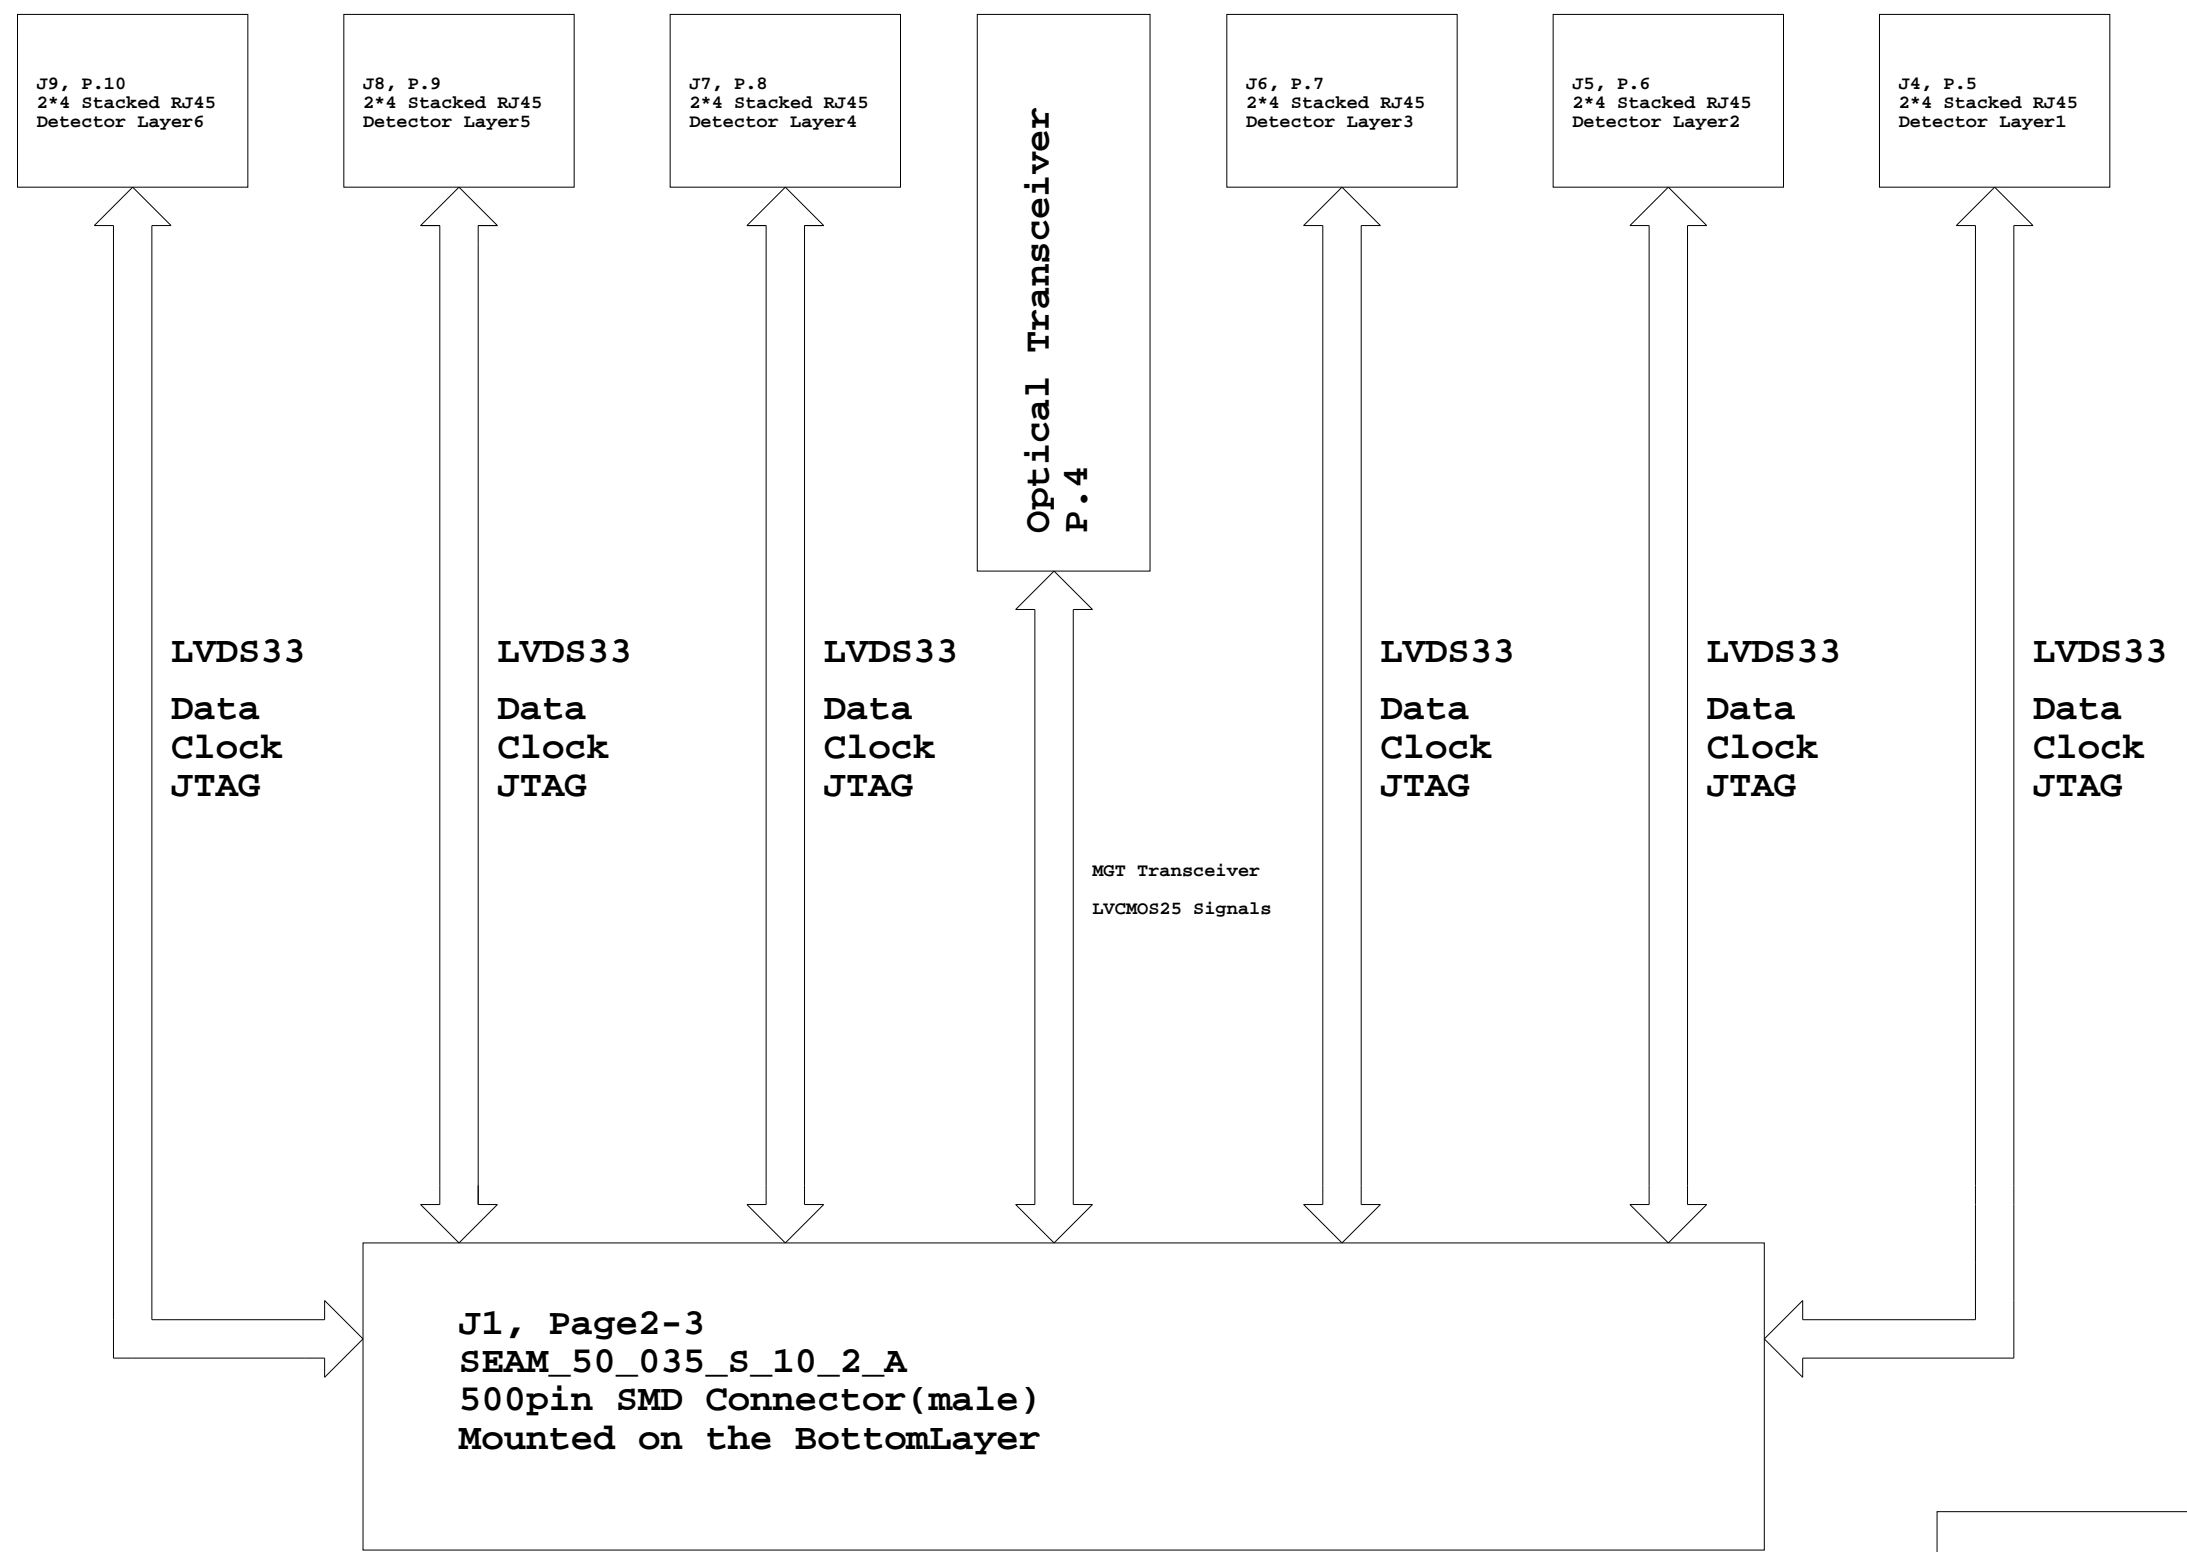 J9, P.10
2*4 Stacked RJ45
Detector Layer6
J8, P.9
2*4 Stacked RJ45
Detector Layer5
J7, P.8
2*4 Stacked RJ45
Detector Layer4
Optical Transceiver
P.4
J6, P.7
2*4 Stacked RJ45
Detector Layer3
J5, P.6
2*4 Stacked RJ45
Detector Layer2
J4, P.5
2*4 Stacked RJ45
Detector Layer1
LVDS33
Data
Clock
JTAG
LVDS33
Data
Clock
JTAG
LVDS33
Data
Clock
JTAG
MGT Transceiver
LVCMOS25 Signals
LVDS33
Data
Clock
JTAG
LVDS33
Data
Clock
JTAG
LVDS33
Data
Clock
JTAG
J1, Page2-3
SEAM_50_035_S_10_2_A
500pin SMD Connector(male)
Mounted on the BottomLayer